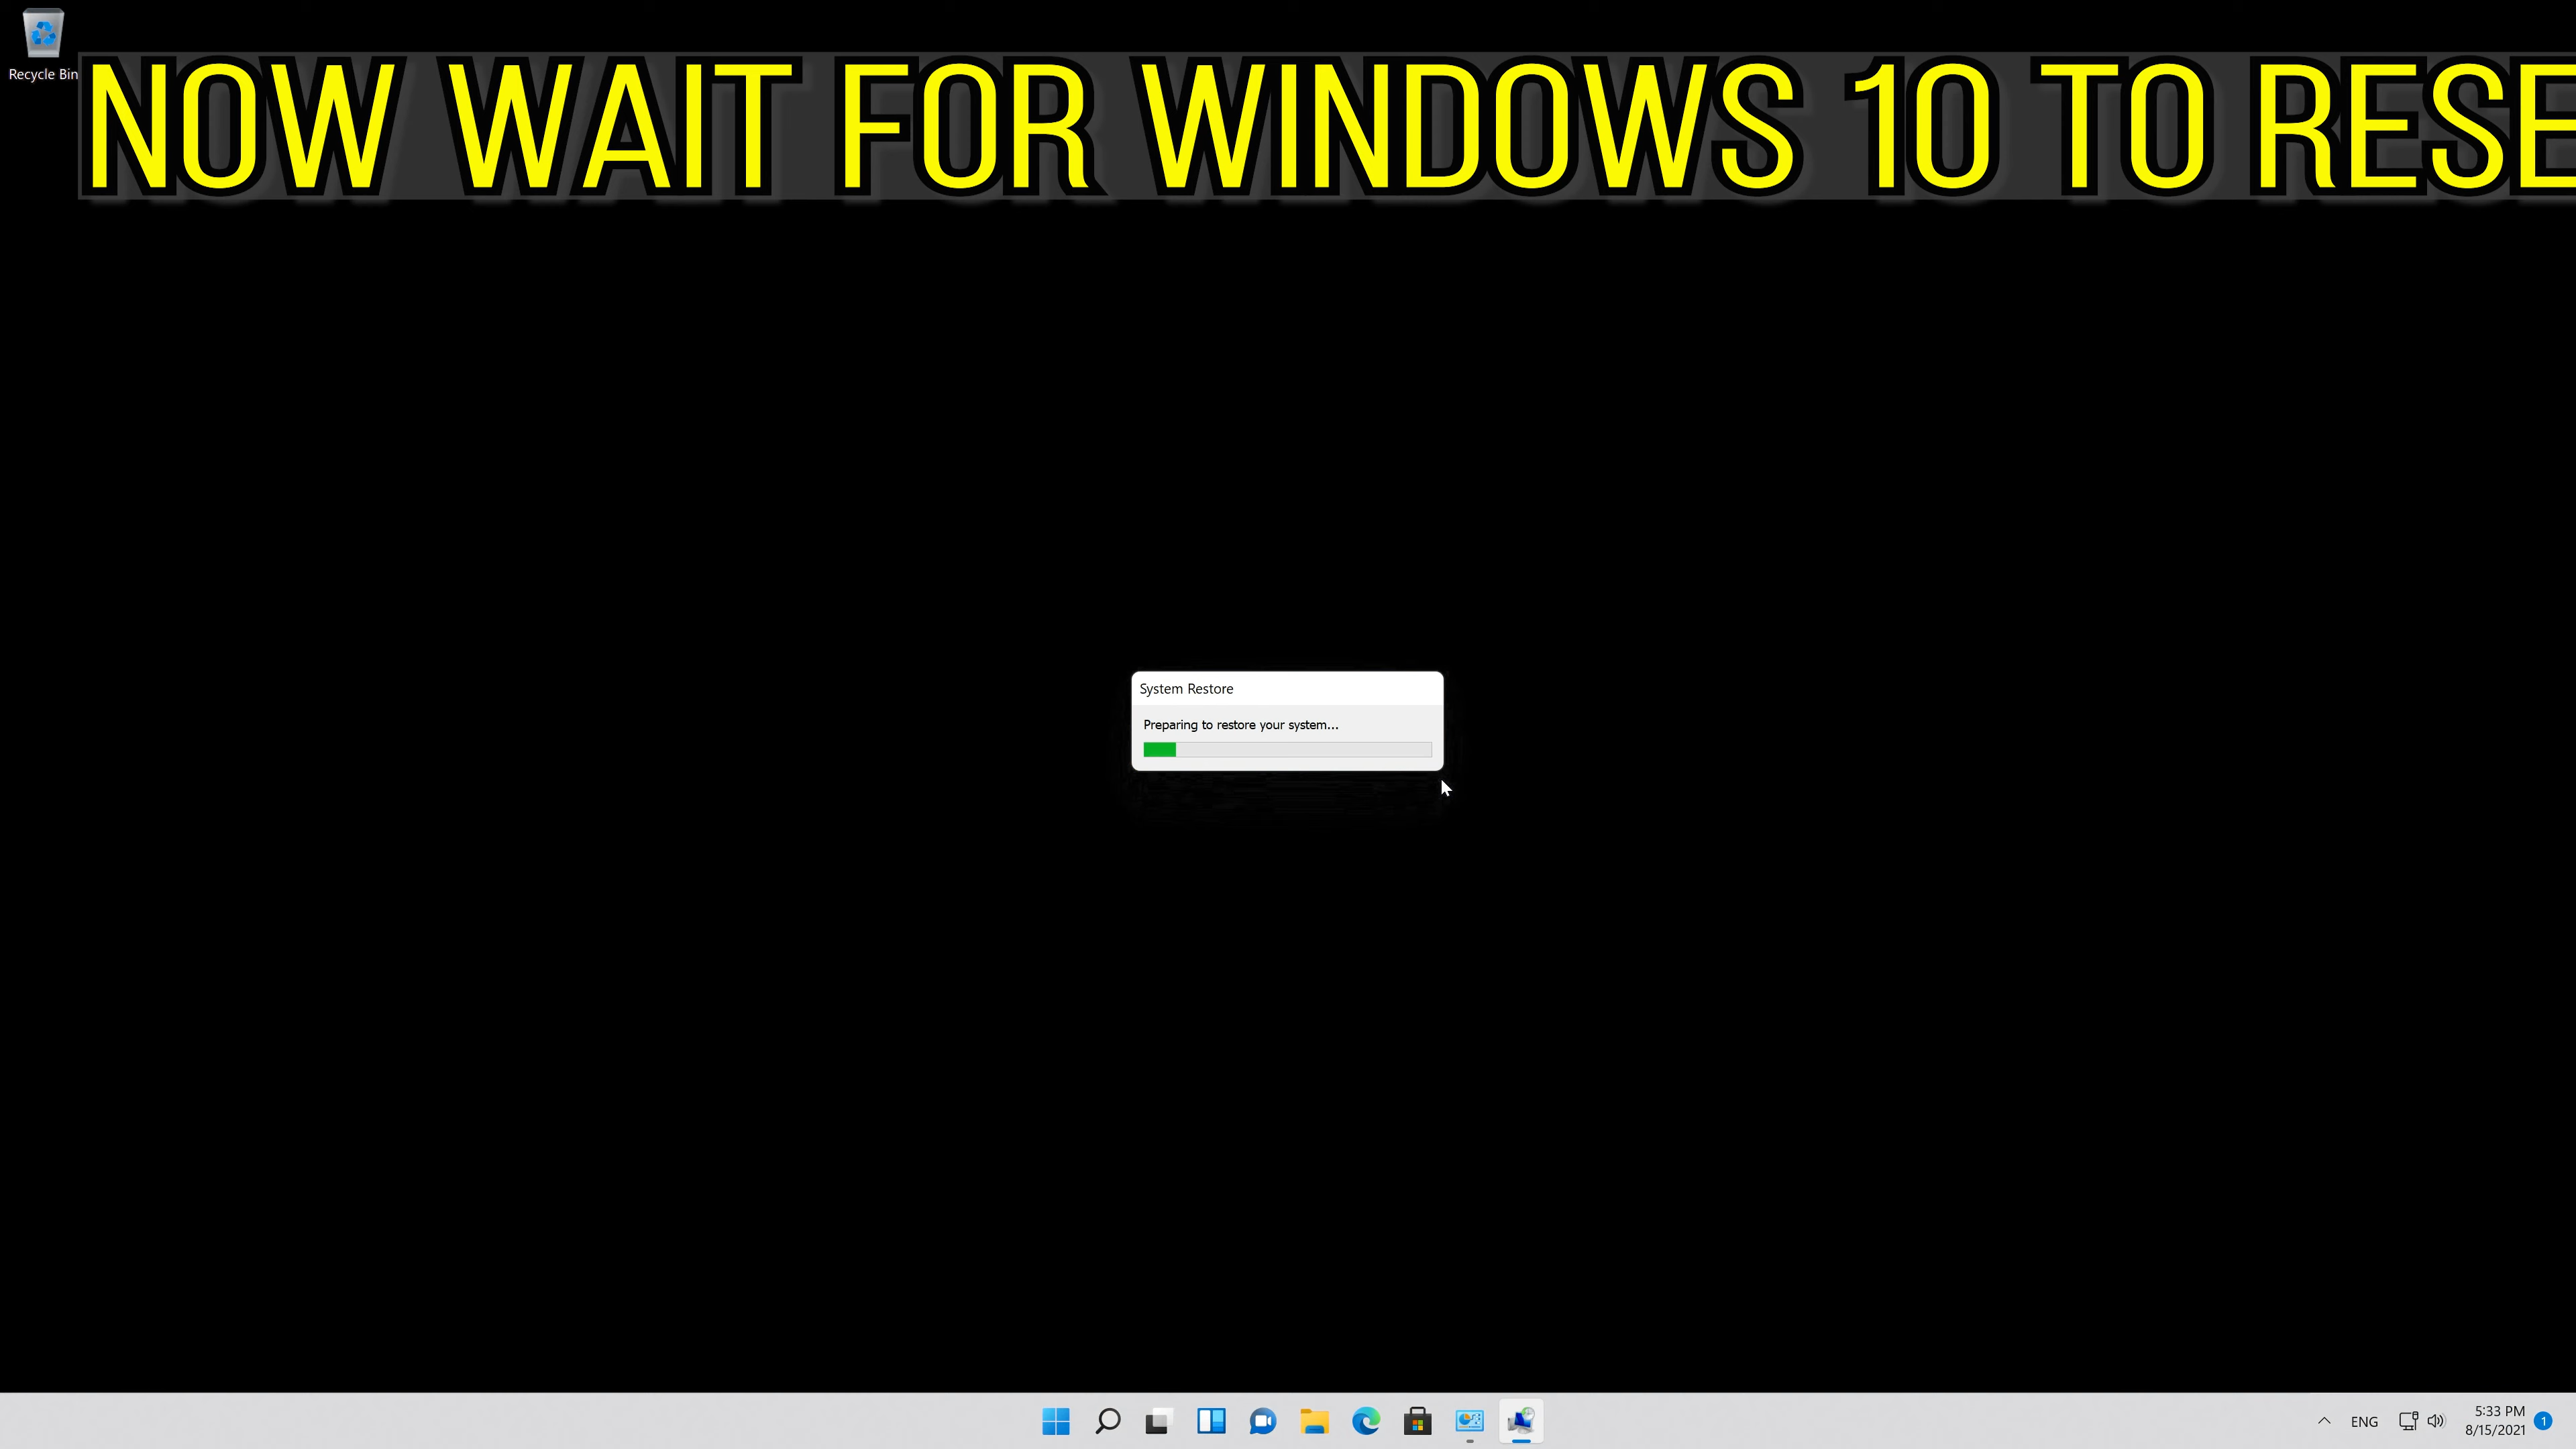 Recycle Bin
NOW WAIT FOR WINDOWS 10 TO RESE
System Restore
Preparing to restore your system...
ENG
5:33 PM
8/15/2021
1